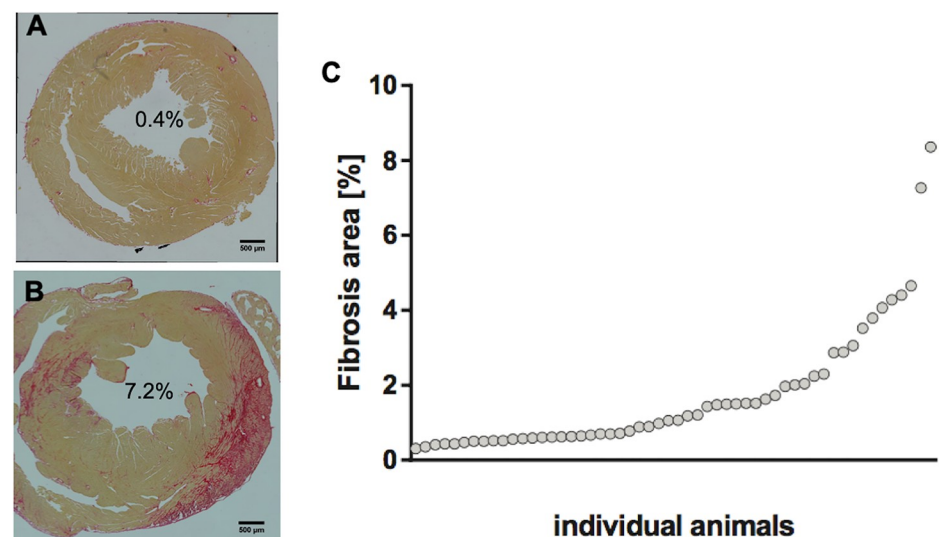 A
0.4%
500 µm
B
7.2%
500 µm
C
Fibrosis area [%]
10
8
6
4
2
0
individual animals